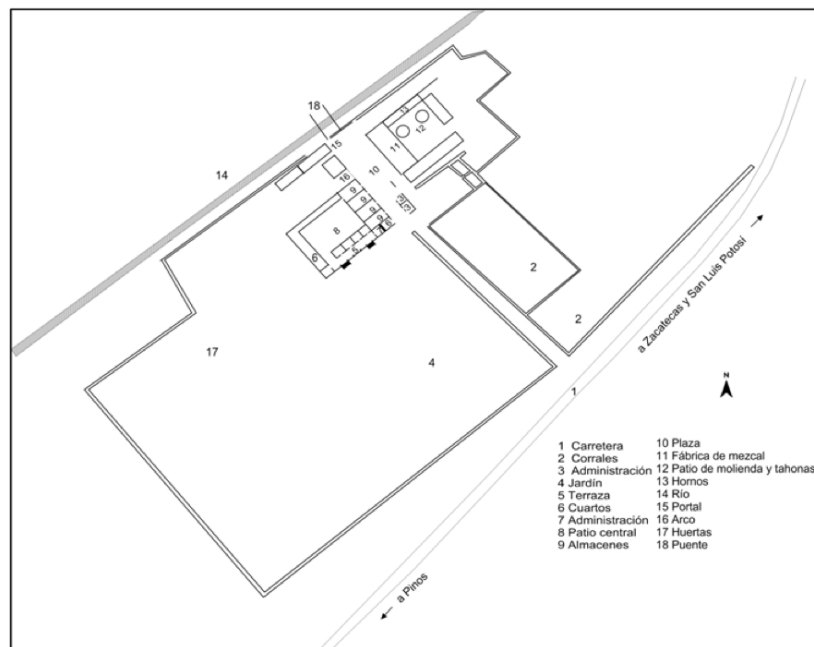 18
13
12
15
11
14
10
16
9
9
9
8
6
5
2
2
17
4
a Zacatecas y San Luis Potosí
N
1
1 Carretera
2 Corrales
3 Administración
4 Jardín
5 Terraza
6 Cuartos
7 Administración
8 Patio central
9 Almacenes
10 Plaza
11 Fábrica de mezcal
12 Patio de molienda y tahonas
13 Hornos
14 Río
15 Portal
16 Arco
17 Huertas
18 Puente
a Pinos